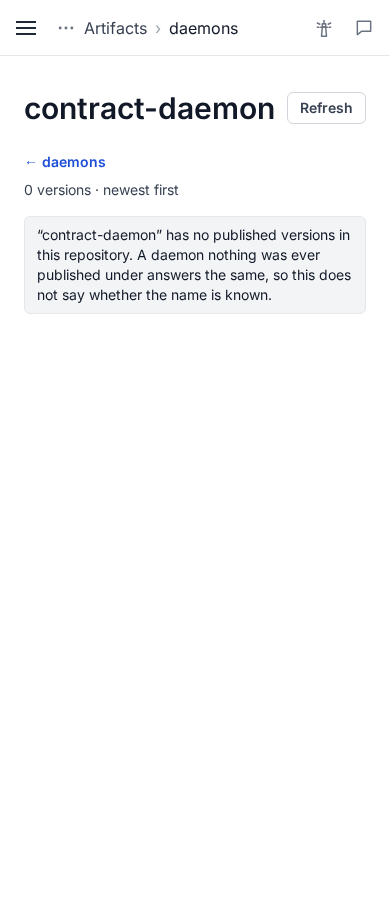 ··· Artifacts › daemons
contract-daemon Refresh
← daemons
0 versions · newest first
“contract-daemon” has no published versions in
this repository. A daemon nothing was ever
published under answers the same, so this does
not say whether the name is known.